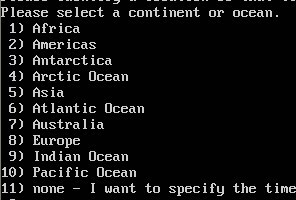 Please select a continent or ocean.
1) Africa
2) Americas
3) Antarctica
4) Arctic Ocean
5) Asia
6) Atlantic Ocean
7) Australia
8) Europe
9) Indian Ocean
10) Pacific Ocean
11) none - I want to specify the time